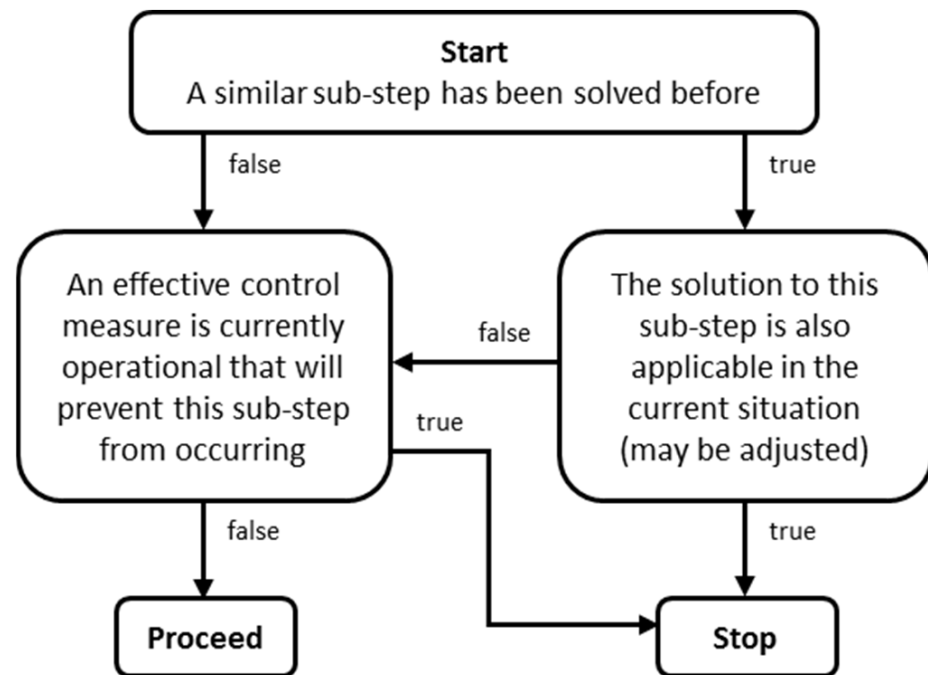 Start
A similar sub-step has been solved before
false
true
An effective control
measure is currently
operational that will
prevent this sub-step
from occurring
false
The solution to this
sub-step is also
applicable in the
current situation
(may be adjusted)
true
false
true
Proceed
Stop